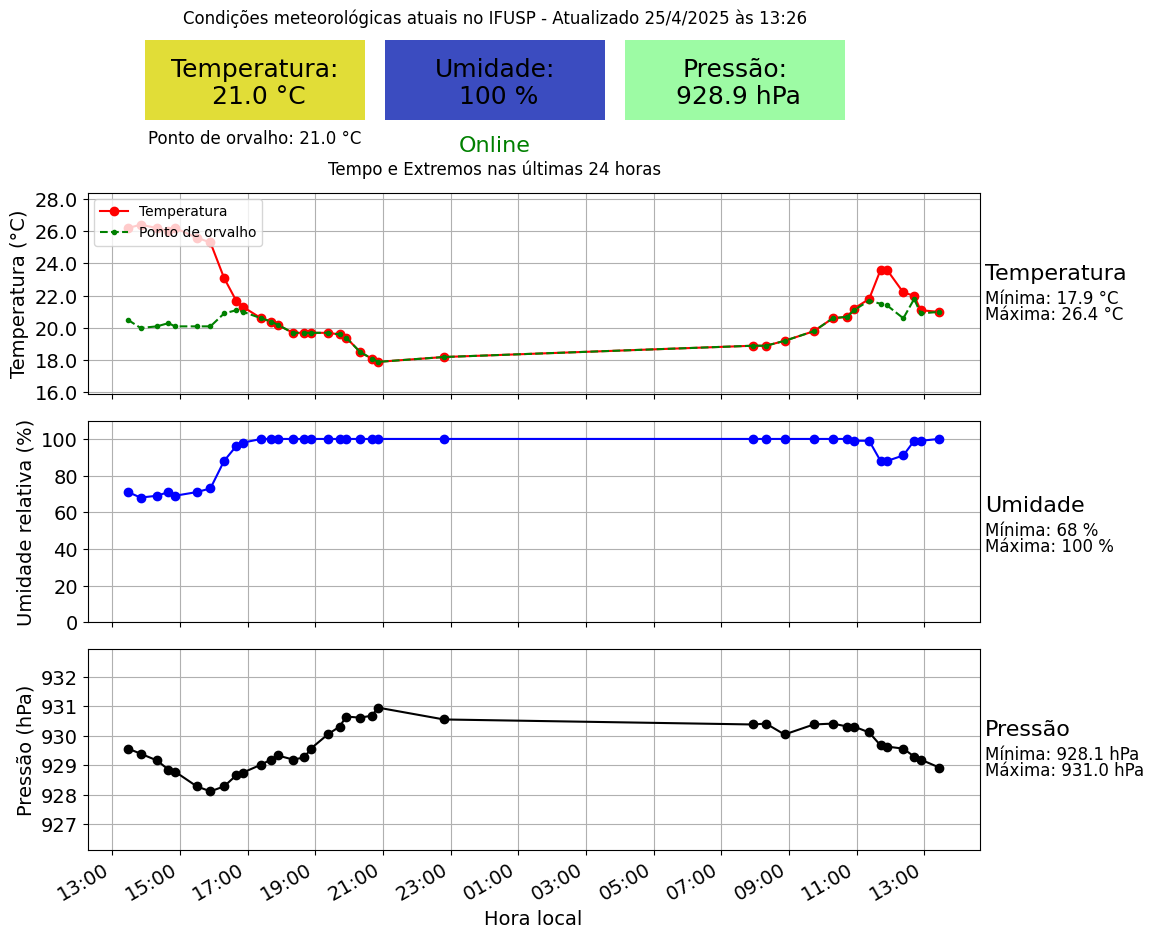 Condições meteorológicas atuais no IFUSP - Atualizado 25/4/2025 às 13:26
Temperatura:
21.0 °C
Umidade:
100 %
Pressão:
928.9 hPa
Ponto de orvalho: 21.0 °C
Online
Tempo e Extremos nas últimas 24 horas
Temperatura (°C)
28.0
26.0
24.0
22.0
20.0
18.0
16.0
Temperatura
Ponto de orvalho
Temperatura
Mínima: 17.9 °C
Máxima: 26.4 °C
Umidade relativa (%)
100
80
60
40
20
0
Umidade
Mínima: 68 %
Máxima: 100 %
Pressão (hPa)
932
931
930
929
928
927
Pressão
Mínima: 928.1 hPa
Máxima: 931.0 hPa
13:00
15:00
17:00
19:00
21:00
23:00
01:00
03:00
05:00
07:00
09:00
11:00
13:00
Hora local